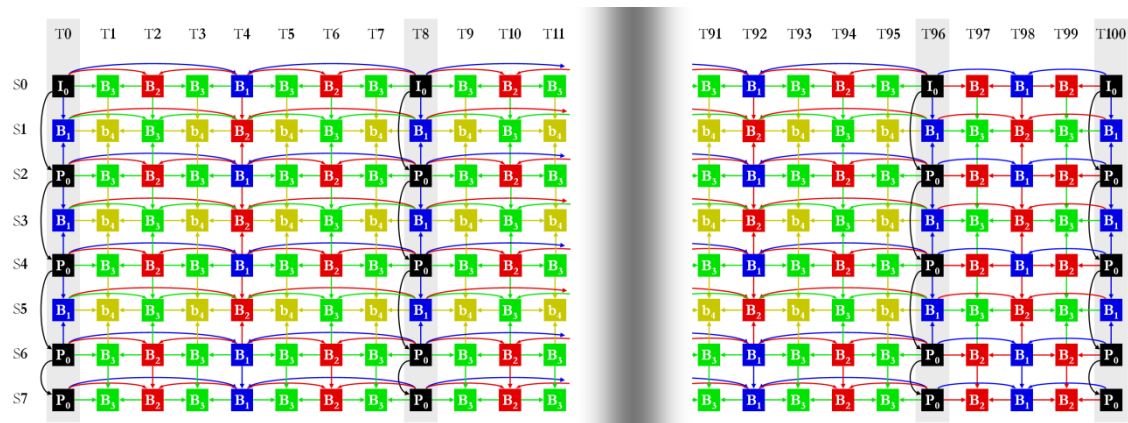 T0 T1 T2 T3 T4 T5 T6 T7 T8 T9 T10 T11 T91 T92 T93 T94 T95 T96 T97 T98 T99 T100
S0 I₀ B₃ B₂ B₃ B₁ B₃ B₂ B₃ I₀ B₃ B₂ B₃ B₃ B₁ B₃ B₂ B₃ I₀ B₂ B₁ B₂ I₀
S1 B₁ b₄ B₃ b₄ B₂ b₄ B₃ b₄ B₁ b₄ B₃ b₄ b₄ B₂ b₄ B₃ b₄ B₁ B₃ B₂ B₃ B₁
S2 P₀ B₃ B₂ B₃ B₁ B₃ B₂ B₃ P₀ B₃ B₂ B₃ B₃ B₁ B₃ B₂ B₃ P₀ B₂ B₁ B₂ P₀
S3 B₁ b₄ B₃ b₄ B₂ b₄ B₃ b₄ B₁ b₄ B₃ b₄ b₄ B₂ b₄ B₃ b₄ B₁ B₃ B₂ B₃ B₁
S4 P₀ B₃ B₂ B₃ B₁ B₃ B₂ B₃ P₀ B₃ B₂ B₃ B₃ B₁ B₃ B₂ B₃ P₀ B₂ B₁ B₂ P₀
S5 B₁ b₄ B₃ b₄ B₂ b₄ B₃ b₄ B₁ b₄ B₃ b₄ b₄ B₂ b₄ B₃ b₄ B₁ B₃ B₂ B₃ B₁
S6 P₀ B₃ B₂ B₃ B₁ B₃ B₂ B₃ P₀ B₃ B₂ B₃ B₃ B₁ B₃ B₂ B₃ P₀ B₂ B₁ B₂ P₀
S7 P₀ B₃ B₂ B₃ B₁ B₃ B₂ B₃ P₀ B₃ B₂ B₃ B₃ B₁ B₃ B₂ B₃ P₀ B₂ B₁ B₂ P₀